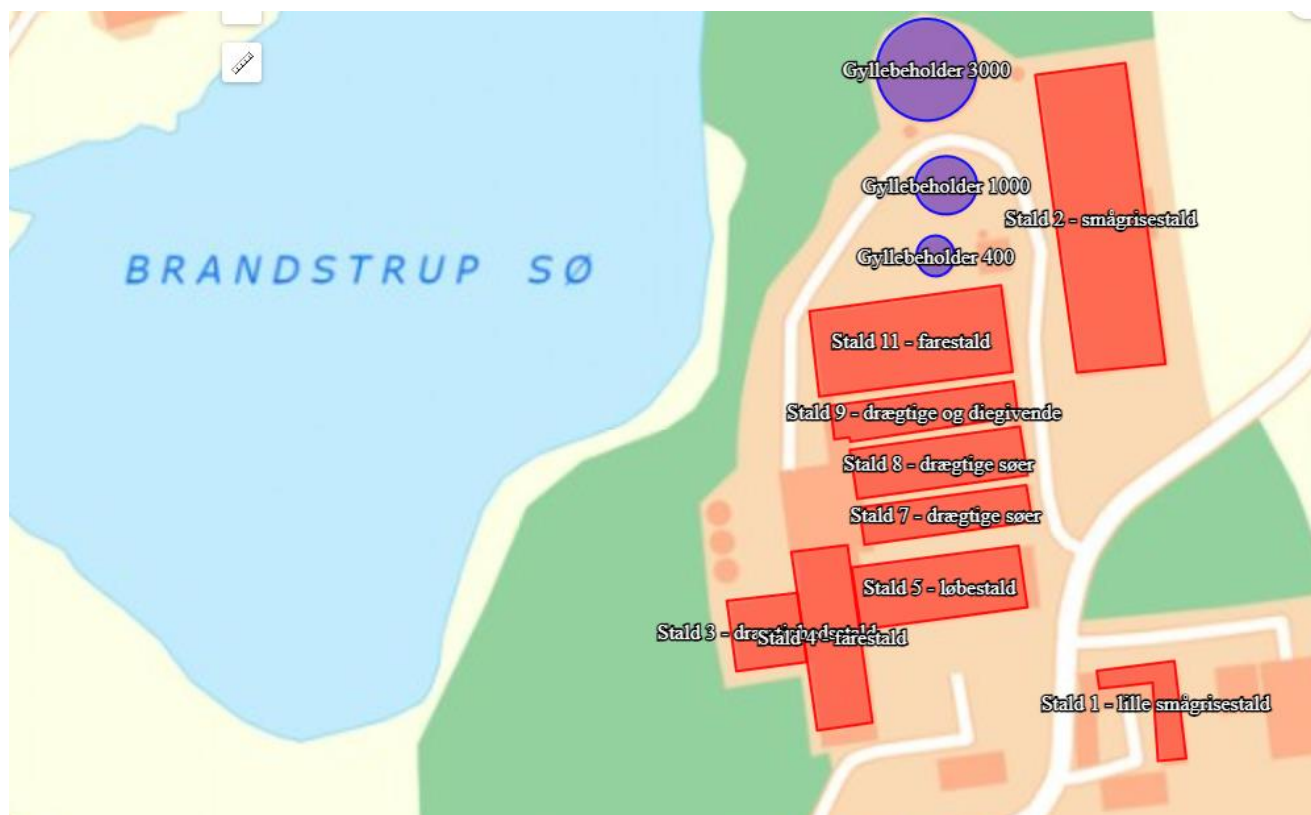 Gyllebeholder 3000
Gyllebeholder 1000
Stald 2 - smågrisestald
Gyllebeholder 400
BRANDSTRUP SØ
Stald 11 - farestald
Stald 9 - drægtige og diegivende
Stald 8 - drægtige søer
Stald 7 - drægtige søer
Stald 5 - løbestald
Stald 3 - drægtighedsstald
Stald 4 - farestald
Stald 1 - lille smågrisestald